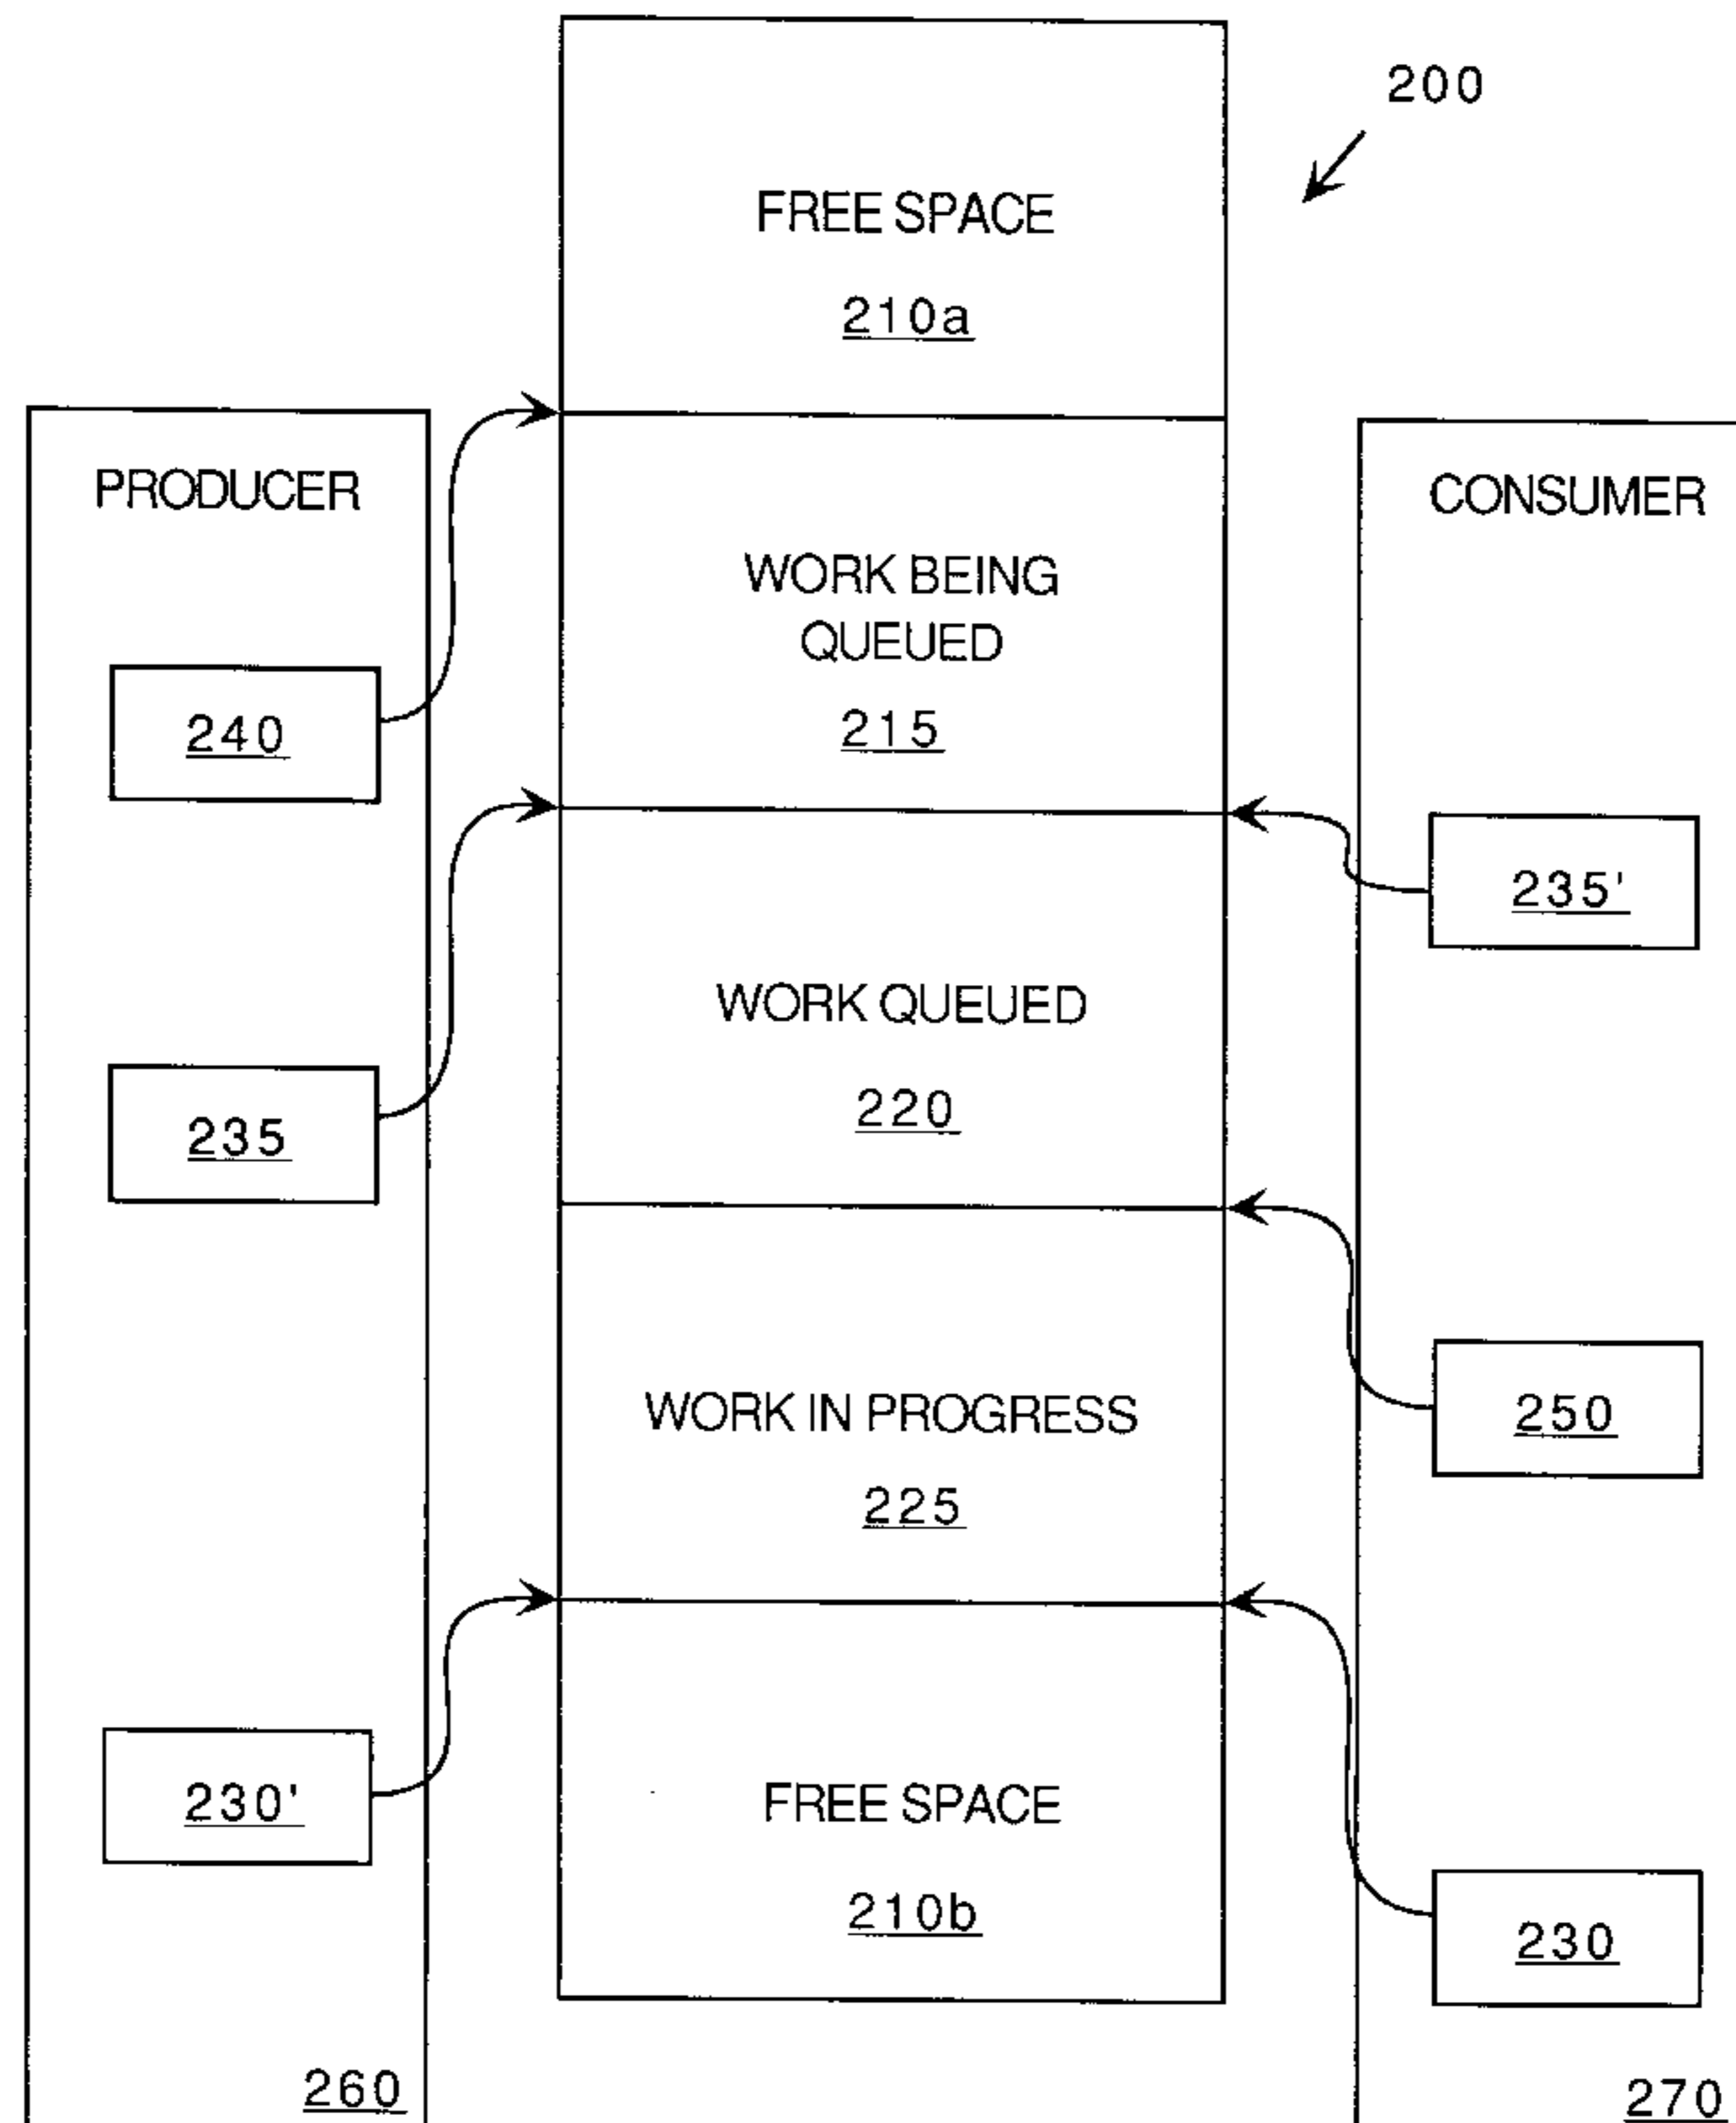 200
FREE SPACE
210a
PRODUCER
CONSUMER
WORK BEING
QUEUED
215
240
235'
WORK QUEUED
220
235
250
WORK IN PROGRESS
225
230'
FREE SPACE
210b
230
260
270